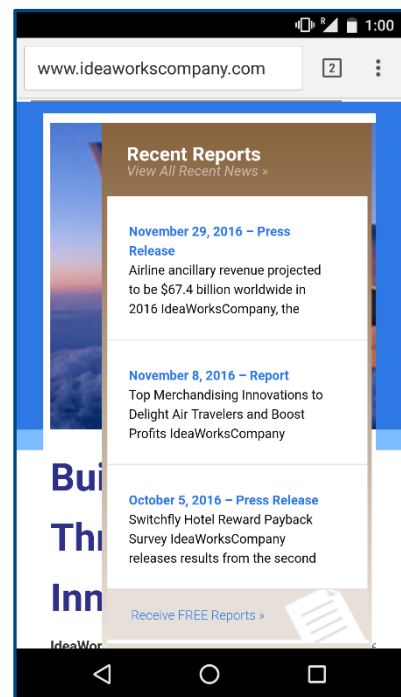 R 1:00
www.ideaworkscompany.com 2
Recent Reports
View All Recent News »
November 29, 2016 – Press
Release
Airline ancillary revenue projected
to be $67.4 billion worldwide in
2016 IdeaWorksCompany, the
November 8, 2016 – Report
Top Merchandising Innovations to
Delight Air Travelers and Boost
Profits IdeaWorksCompany
October 5, 2016 – Press Release
Switchfly Hotel Reward Payback
Survey IdeaWorksCompany
releases results from the second
Receive FREE Reports »
Bui
Thr
Inn
IdeaWor